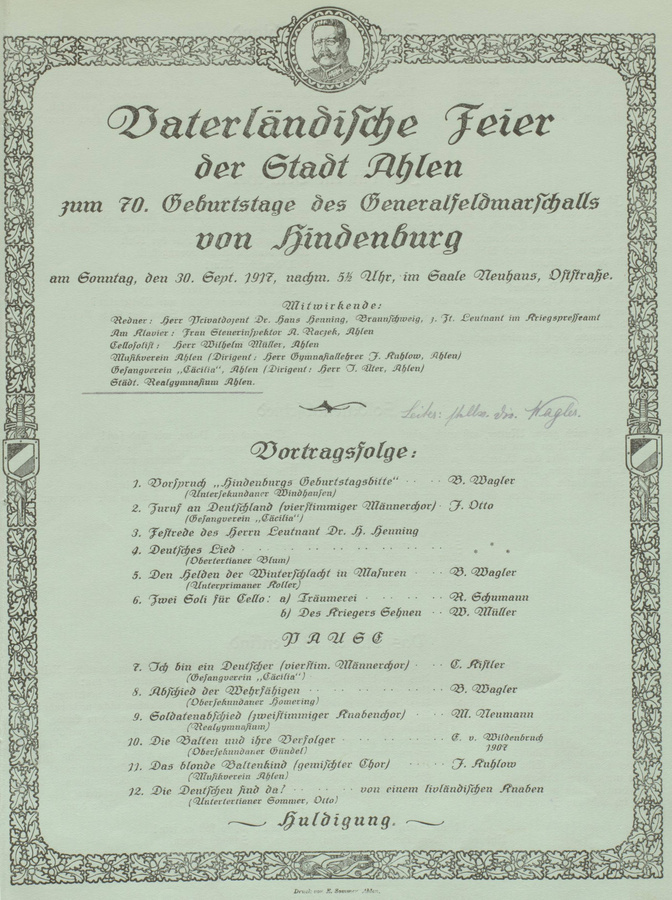 Vaterländische Feier
der Stadt Ahlen
zum 70. Geburtstage des Generalfeldmarschalls
von Hindenburg
am Sonntag, den 30. Sept. 1917, nachm. 5½ Uhr, im Saale Neuhaus, Oststraße.
Mitwirkende:
Redner: Herr Privatdozent Dr. Hans Henning, Braunschweig, z. Zt. Leutnant im Kriegspresseamt
Am Klavier: Frau Steuerinspektor A. Raczek, Ahlen
Cellosolist: Herr Wilhelm Müller, Ahlen
Musikverein Ahlen (Dirigent: Herr Gymnasiallehrer J. Kuhlow, Ahlen)
Gesangverein „Cäcilia", Ahlen (Dirigent: Herr J. Uter, Ahlen)
Städt. Realgymnasium Ahlen.
Leiter: stellv. Dir. Wagler.
Vortragsfolge:
1. Vorspruch „Hindenburgs Geburtstagsbitte" · · · · B. Wagler
(Untersekundaner Windhausen)
2. Zuruf an Deutschland (vierstimmiger Männerchor) · J. Otto
(Gesangverein „Cäcilia")
3. Festrede des Herrn Leutnant Dr. H. Henning
4. Deutsches Lied · · · · · · · · · · * * *
(Obertertianer Blum)
5. Den Helden der Winterschlacht in Masuren · · · B. Wagler
(Unterprimaner Koller)
6. Zwei Soli für Cello: a) Träumerei · · · · · · R. Schumann
b) Des Kriegers Sehnen · · W. Müller
PAUSE
7. Ich bin ein Deutscher (vierstim. Männerchor) · · · C. Kistler
(Gesangverein „Cäcilia")
8. Abschied der Wehrfähigen · · · · · · · · B. Wagler
(Obersekundaner Homering)
9. Soldatenabschied (zweistimmiger Knabenchor) · · M. Neumann
(Realgymnasium)
10. Die Balten und ihre Verfolger · · · · · · · E. v. Wildenbruch
1907
(Obersekundaner Gündel)
11. Das blonde Baltenkind (gemischter Chor) · · · J. Kuhlow
(Musikverein Ahlen)
12. Die Deutschen sind da! · · · · · von einem livländischen Knaben
(Untertertianer Sommer, Otto)
Huldigung.
Druck von E. Sommer Ahlen.